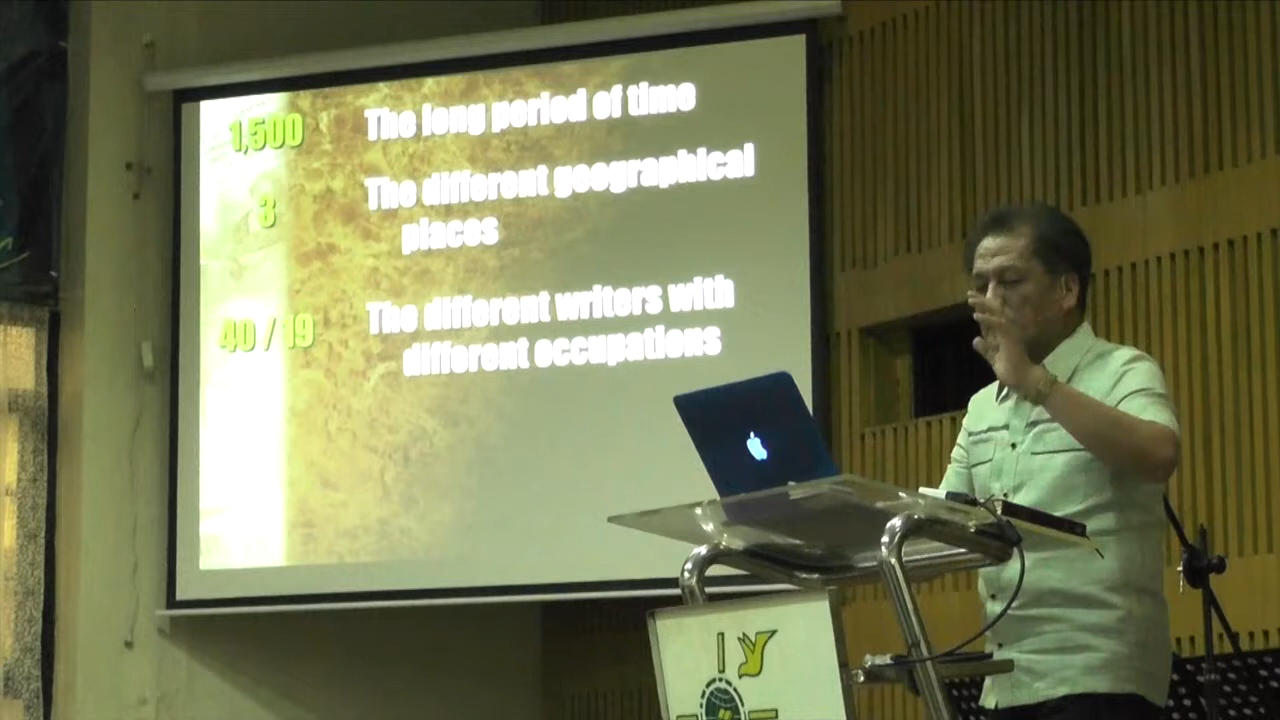 1,500 The long period of time
3 The different geographical
places
40 / 19 The different writers with
different occupations